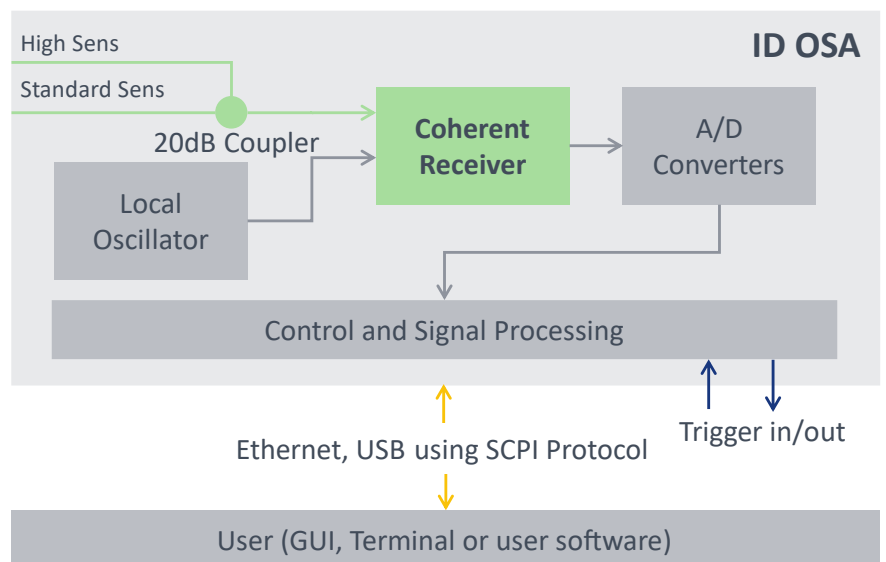 High Sens
ID OSA
Standard Sens
20dB Coupler
Coherent
Receiver
A/D
Converters
Local
Oscillator
Control and Signal Processing
Trigger in/out
Ethernet, USB using SCPI Protocol
User (GUI, Terminal or user software)